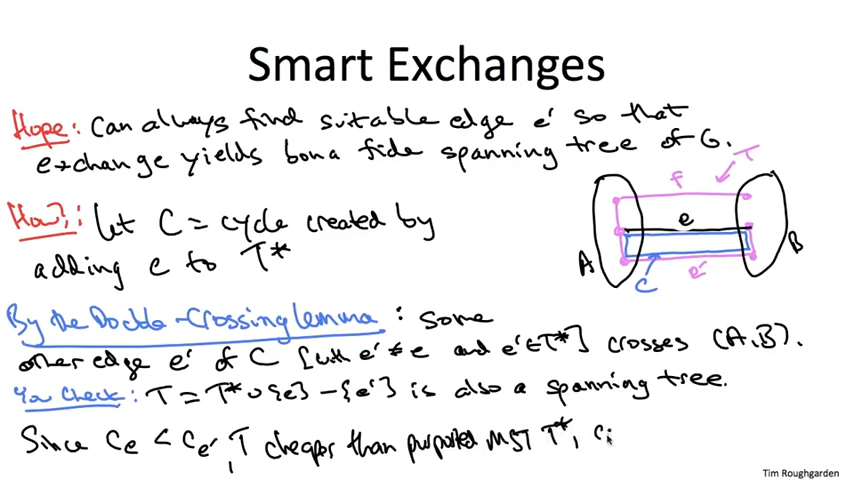 Smart Exchanges
Hope: Can always find suitable edge e' so that
exchange yields bona fide spanning tree of G.
How?: Let C = cycle created by
adding e to T*
By the Double-Crossing Lemma: some
other edge e' of C [with e' ≠ e and e' ∈ T*] crosses (A,B).
You Check: T = T* ∪ {e} - {e'} is also a spanning tree.
Since Ce < Ce', T cheaper than purported MST T*,
T
f
e
A
B
e'
C
Tim Roughgarden